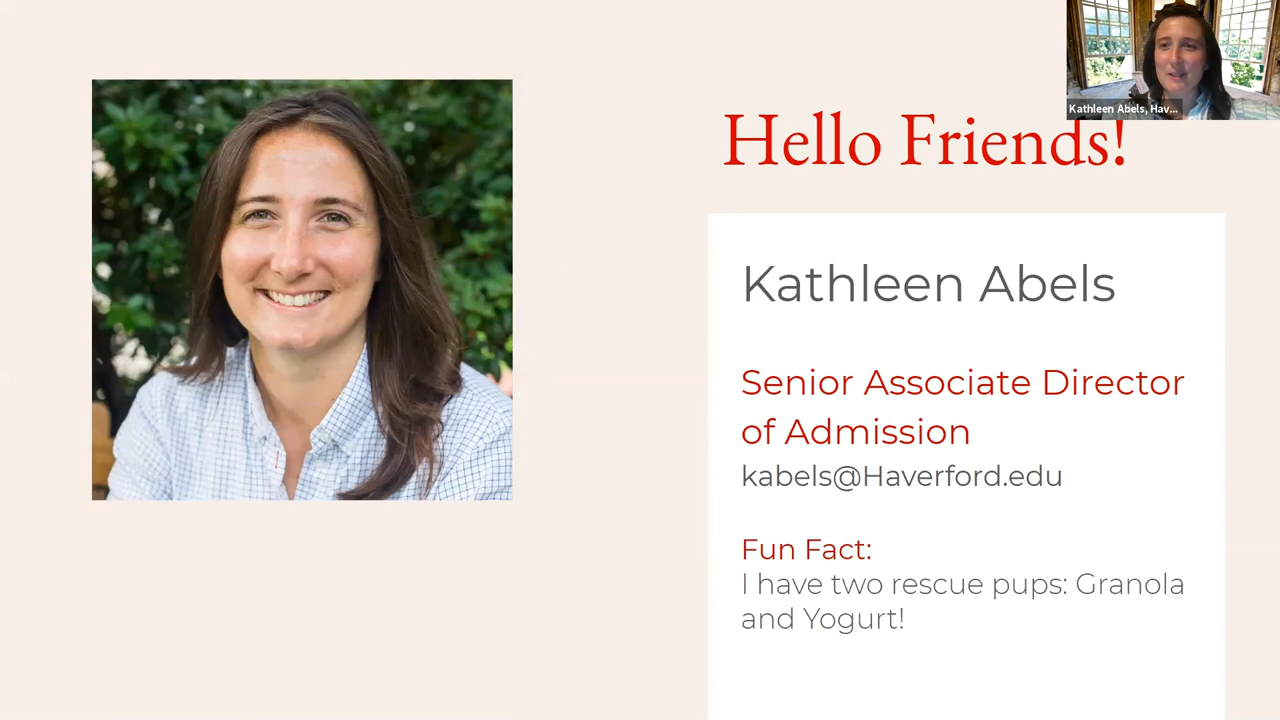 Kathleen Abels, Hav...
Hello Friends!
Kathleen Abels
Senior Associate Director
of Admission
kabels@Haverford.edu
Fun Fact:
I have two rescue pups: Granola
and Yogurt!